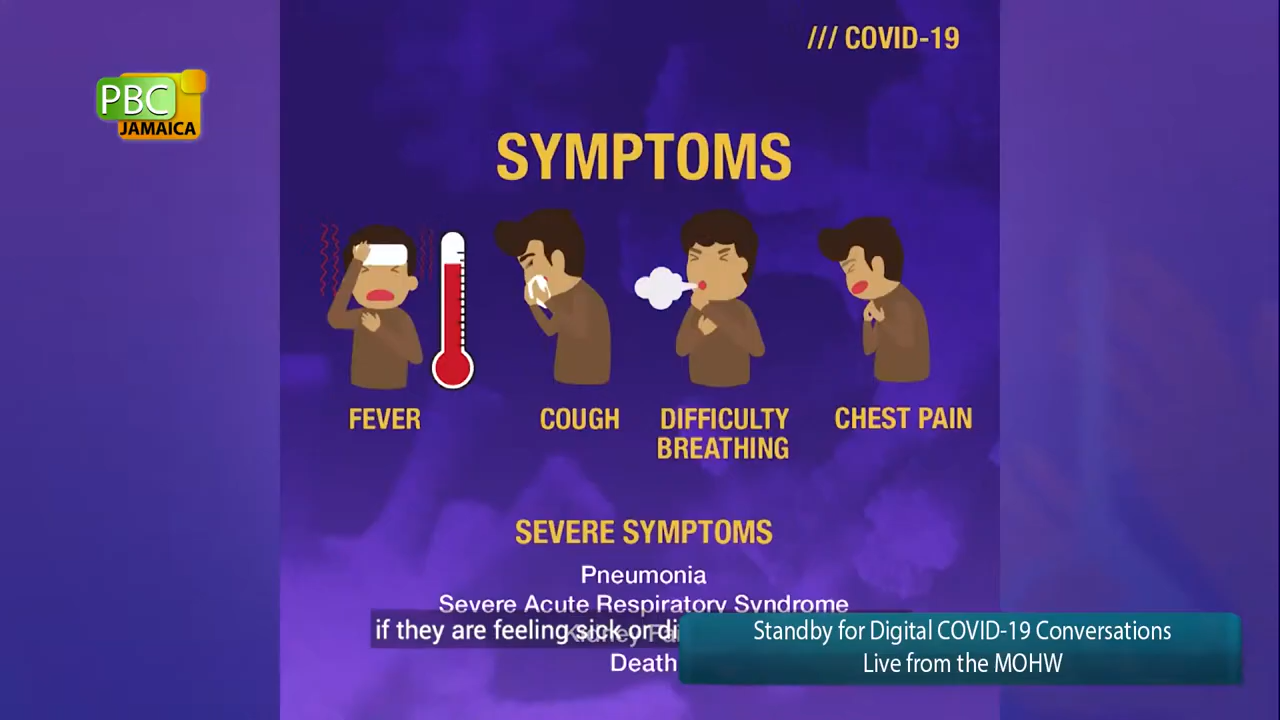 /// COVID-19
PBC
JAMAICA
SYMPTOMS
FEVER
COUGH
DIFFICULTY
BREATHING
CHEST PAIN
SEVERE SYMPTOMS
Pneumonia
Severe Acute Respiratory Syndrome
if they are feeling sick or
Kidney
Death
Standby for Digital COVID-19 Conversations
Live from the MOHW